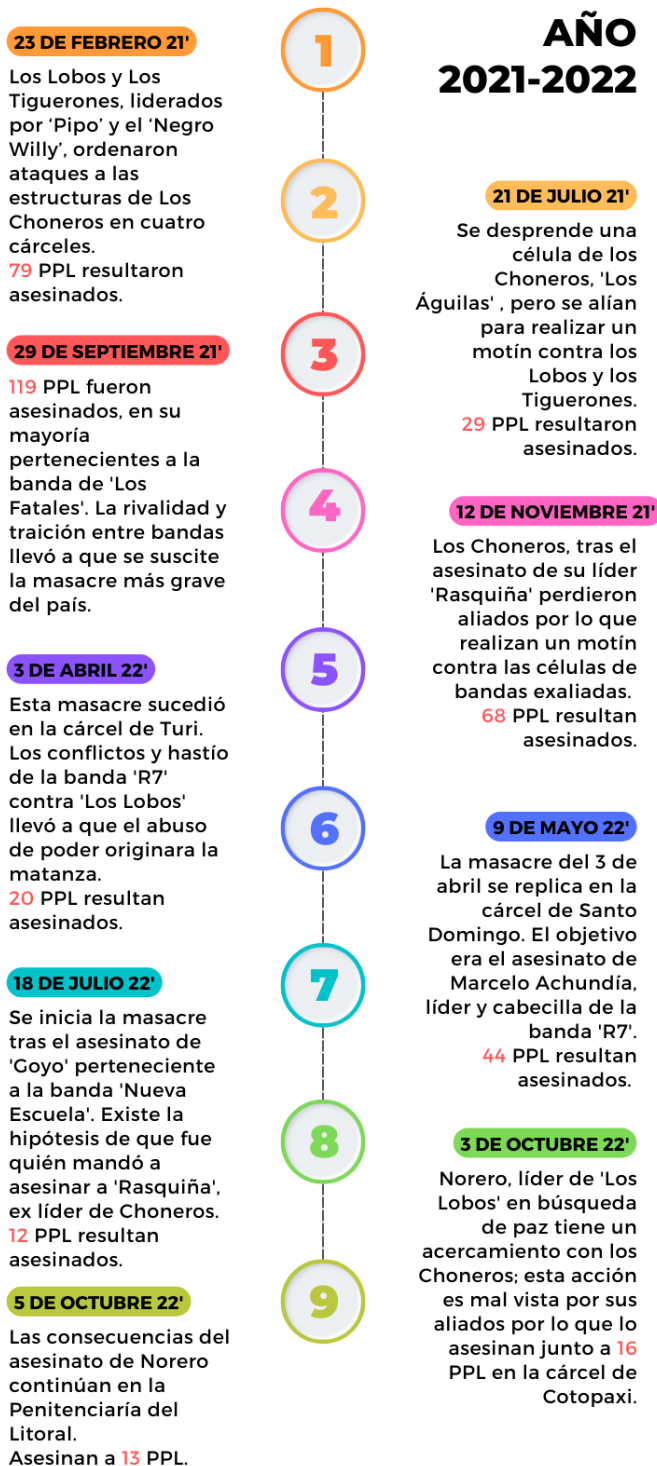 AÑO
2021-2022
1
23 DE FEBRERO 21'
Los Lobos y Los
Tiguerones, liderados
por ‘Pipo’ y el ‘Negro
Willy’, ordenaron
ataques a las
estructuras de Los
Choneros en cuatro
cárceles.
79 PPL resultaron
asesinados.
2
21 DE JULIO 21'
Se desprende una
célula de los
Choneros, 'Los
Águilas' , pero se alían
para realizar un
motín contra los
Lobos y los
Tiguerones.
29 PPL resultaron
asesinados.
3
29 DE SEPTIEMBRE 21'
119 PPL fueron
asesinados, en su
mayoría
pertenecientes a la
banda de 'Los
Fatales'. La rivalidad y
traición entre bandas
llevó a que se suscite
la masacre más grave
del país.
4
12 DE NOVIEMBRE 21'
Los Choneros, tras el
asesinato de su líder
'Rasquiña' perdieron
aliados por lo que
realizan un motín
contra las células de
bandas exaliadas.
68 PPL resultan
asesinados.
5
3 DE ABRIL 22'
Esta masacre sucedió
en la cárcel de Turi.
Los conflictos y hastío
de la banda 'R7'
contra 'Los Lobos'
llevó a que el abuso
de poder originara la
matanza.
20 PPL resultan
asesinados.
6
9 DE MAYO 22'
La masacre del 3 de
abril se replica en la
cárcel de Santo
Domingo. El objetivo
era el asesinato de
Marcelo Achundía,
líder y cabecilla de la
banda 'R7'.
44 PPL resultan
asesinados.
7
18 DE JULIO 22'
Se inicia la masacre
tras el asesinato de
'Goyo' perteneciente
a la banda 'Nueva
Escuela'. Existe la
hipótesis de que fue
quién mandó a
asesinar a 'Rasquiña',
ex líder de Choneros.
12 PPL resultan
asesinados.
8
3 DE OCTUBRE 22'
Norero, líder de 'Los
Lobos' en búsqueda
de paz tiene un
acercamiento con los
Choneros; esta acción
es mal vista por sus
aliados por lo que lo
asesinan junto a 16
PPL en la cárcel de
Cotopaxi.
9
5 DE OCTUBRE 22'
Las consecuencias del
asesinato de Norero
continúan en la
Penitenciaría del
Litoral.
Asesinan a 13 PPL.